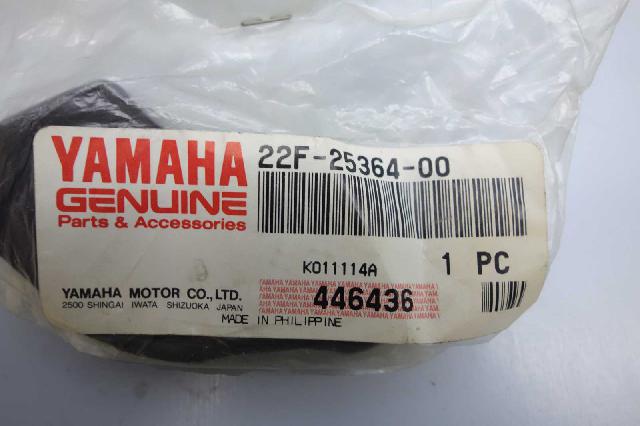 YAMAHA
GENUINE
Parts & Accessories
22F-25364-00
K011114A
1 PC
YAMAHA MOTOR CO.,LTD.
2500 SHINGAI IWATA SHIZUOKA JAPAN
446436
MADE IN PHILIPPINE